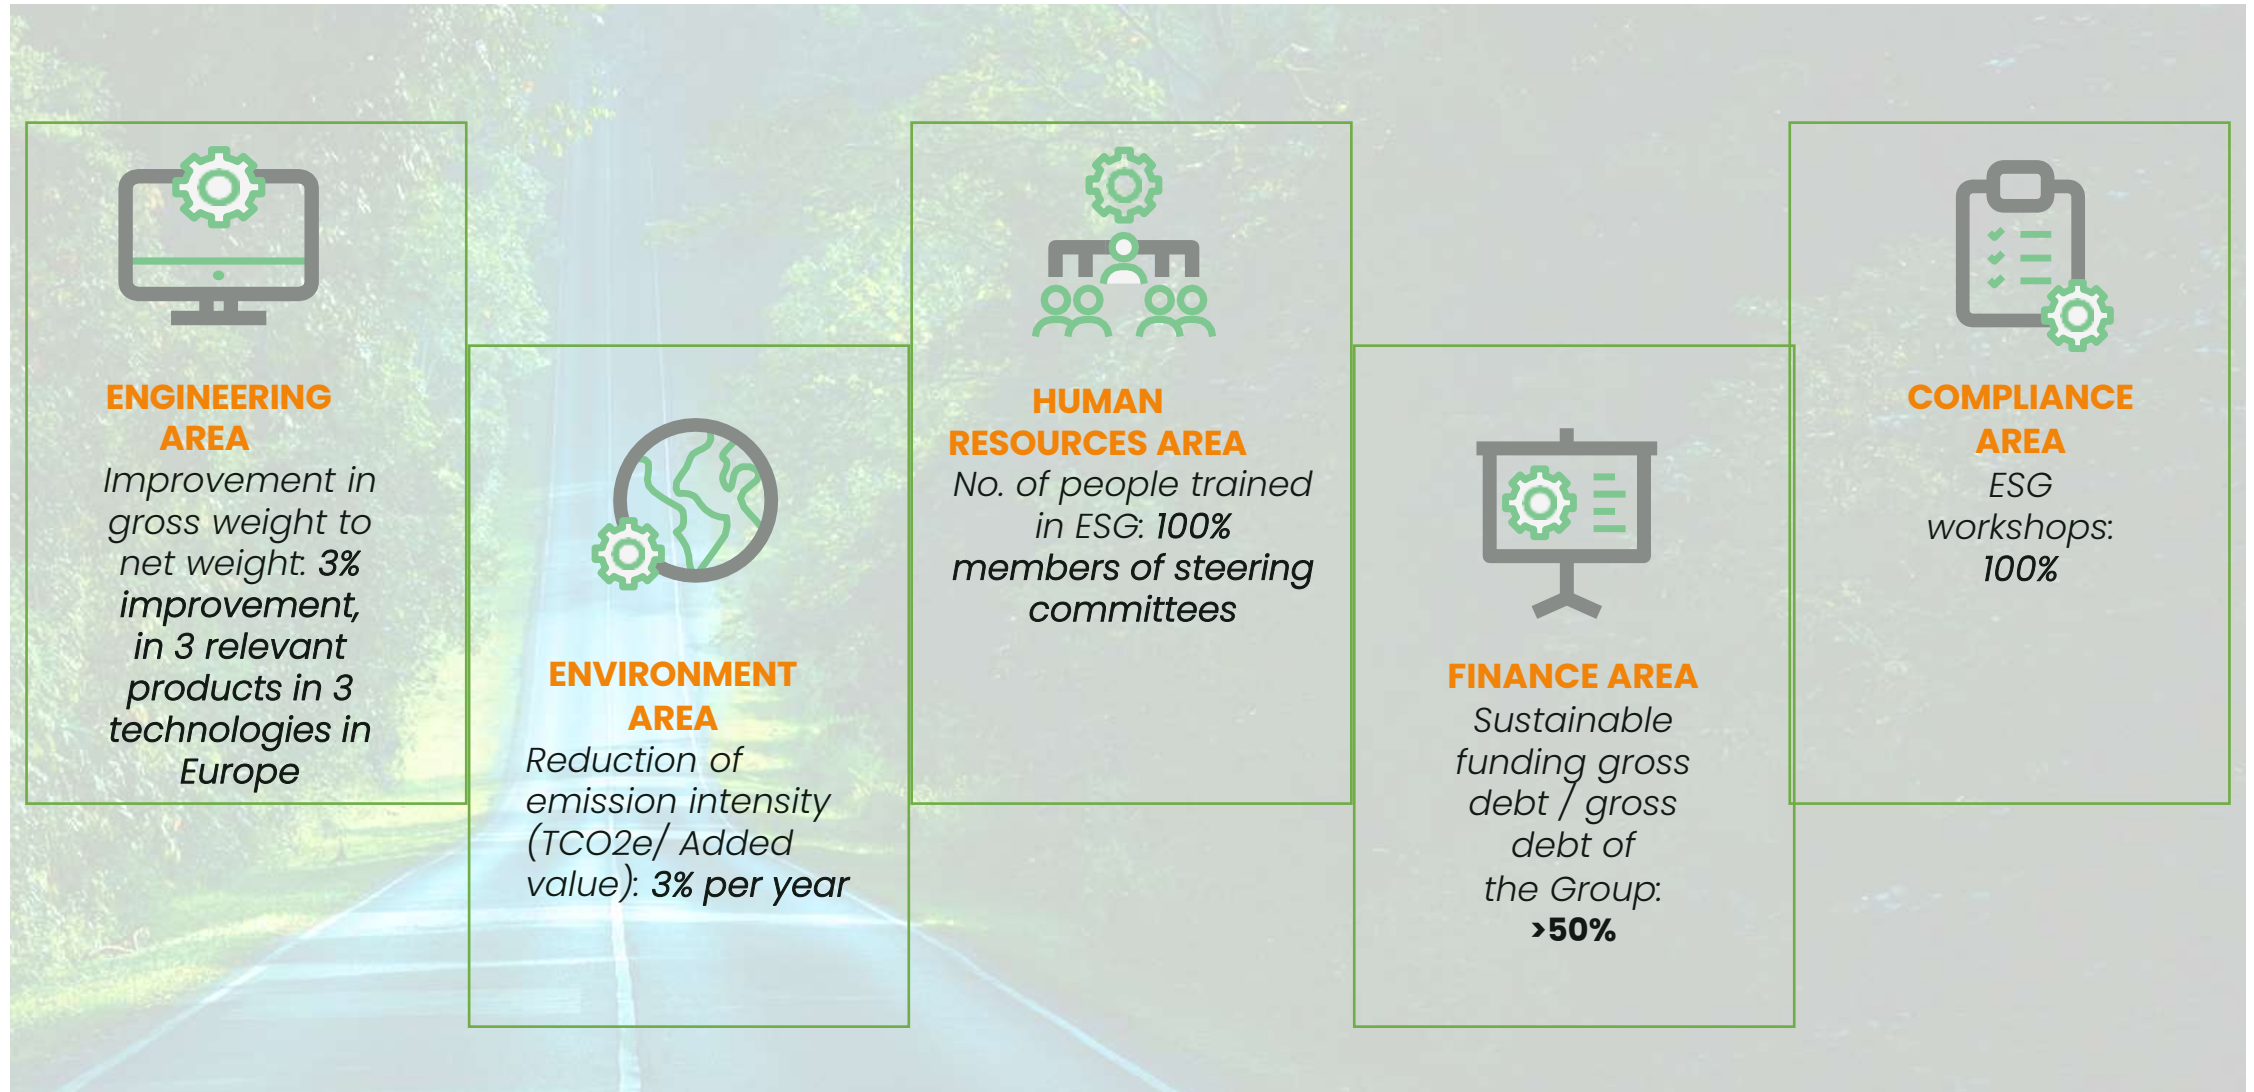 ENGINEERING
AREA
Improvement in
gross weight to
net weight: 3%
improvement,
in 3 relevant
products in 3
technologies in
Europe
ENVIRONMENT
AREA
Reduction of
emission intensity
(TCO2e/ Added
value): 3% per year
HUMAN
RESOURCES AREA
No. of people trained
in ESG: 100%
members of steering
committees
FINANCE AREA
Sustainable
funding gross
debt / gross
debt of
the Group:
>50%
COMPLIANCE
AREA
ESG
workshops:
100%